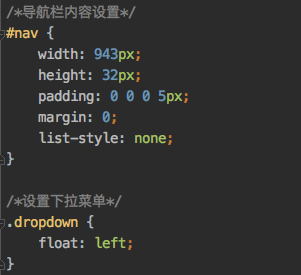 /*导航栏内容设置*/
#nav {
    width: 943px;
    height: 32px;
    padding: 0 0 0 5px;
    margin: 0;
    list-style: none;
}

/*设置下拉菜单*/
.dropdown {
    float: left;
}